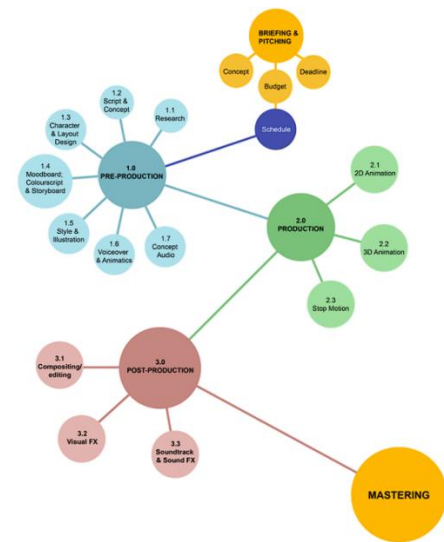 BRIEFING &
PITCHING
Concept
Budget
Deadline
Schedule
1.0
PRE-PRODUCTION
1.1
Research
1.2
Script &
Concept
1.3
Character
& Layout
Design
1.4
Moodboard;
Colourscript
& Storyboard
1.5
Style &
Illustration
1.6
Voiceover
& Animatics
1.7
Concept
Audio
2.0
PRODUCTION
2.1
2D Animation
2.2
3D Animation
2.3
Stop Motion
3.0
POST-PRODUCTION
3.1
Compositing/
editing
3.2
Visual FX
3.3
Soundtrack
& Sound FX
MASTERING